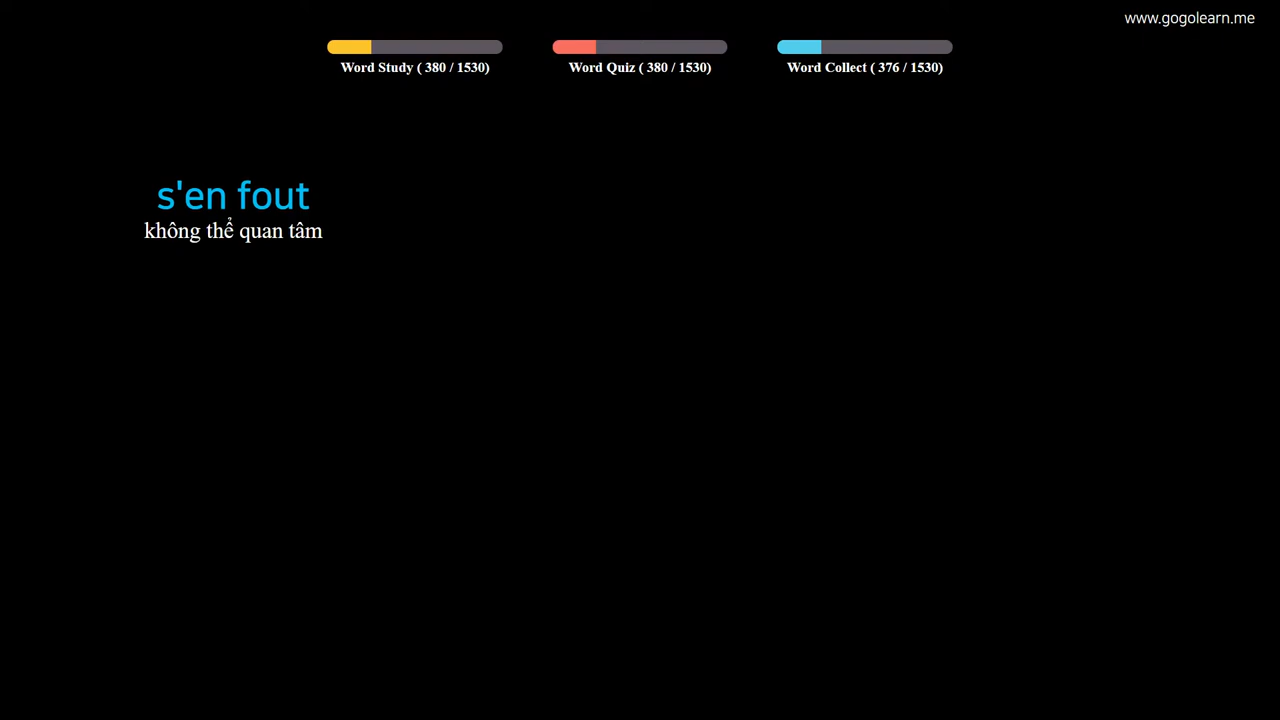 www.gogolearn.me
Word Study ( 380 / 1530)
Word Quiz ( 380 / 1530)
Word Collect ( 376 / 1530)
s'en fout
không thể quan tâm